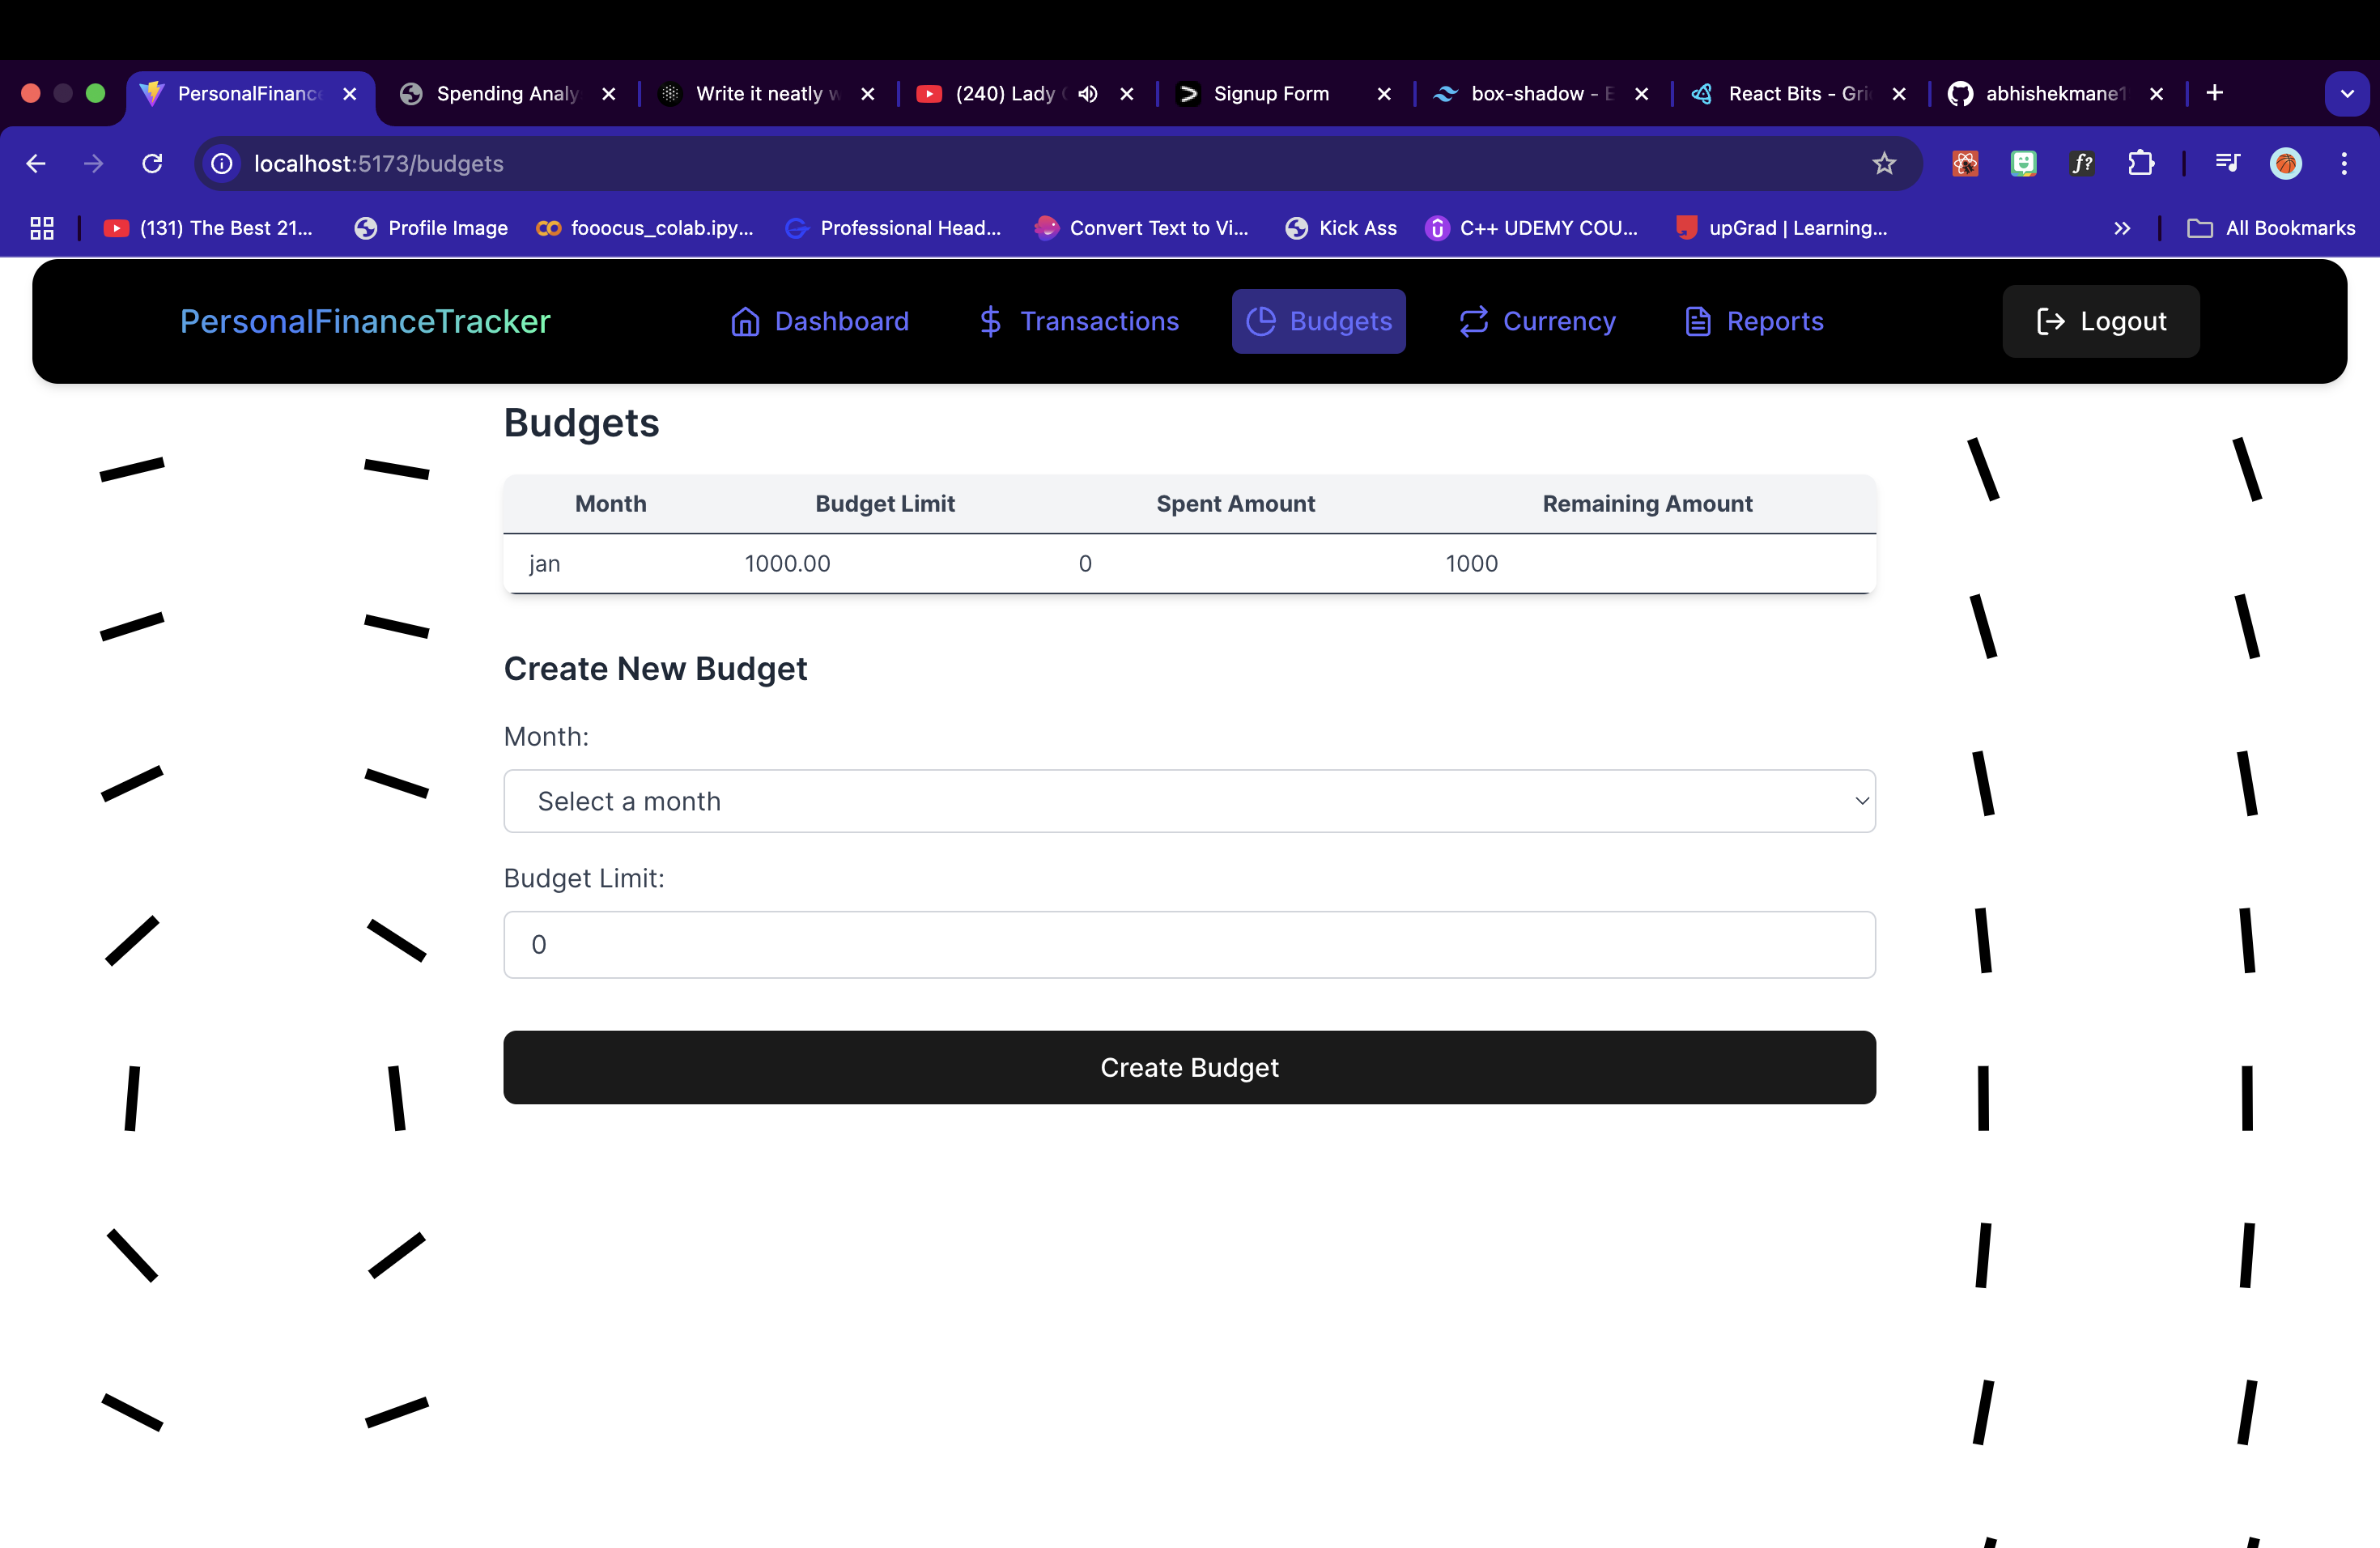 PersonalFinance
Spending Analy
Write it neatly w
(240) Lady
Signup Form
box-shadow - E
React Bits - Gri
abhishekmane1
localhost:5173/budgets
f?
(131) The Best 21...
Profile Image
fooocus_colab.ipy...
Professional Head...
Convert Text to Vi...
Kick Ass
C++ UDEMY COU...
upGrad | Learning...
All Bookmarks
PersonalFinanceTracker
Dashboard
Transactions
Budgets
Currency
Reports
Logout
Budgets
Month Budget Limit Spent Amount Remaining Amount
jan 1000.00 0 1000
Create New Budget
Month:
Select a month
Budget Limit:
0
Create Budget